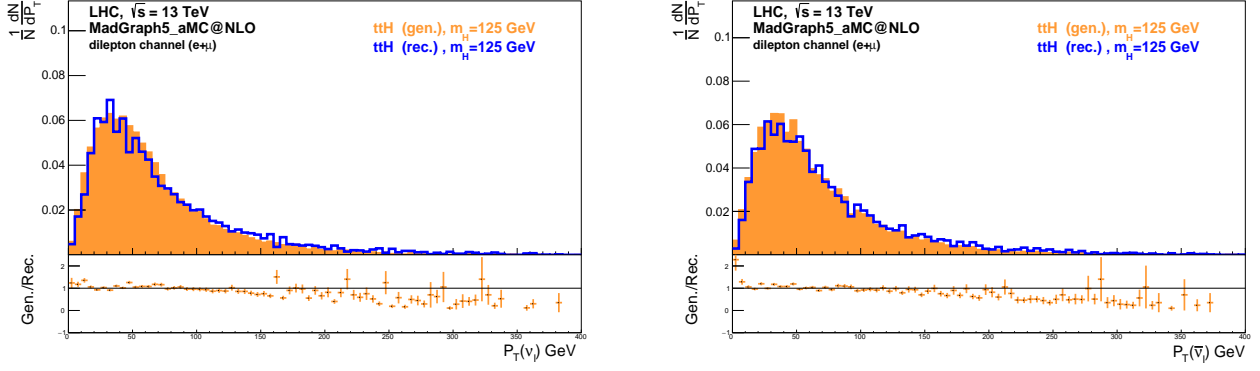 1/N dN/dP_T
0.1
0.08
0.06
0.04
0.02
LHC, √s = 13 TeV
MadGraph5_aMC@NLO
dilepton channel (e+μ)
ttH (gen.), m_H=125 GeV
ttH (rec.) , m_H=125 GeV
Gen./Rec.
2
1
0
−1
0 50 100 150 200 250 300 350 400
P_T(ν_l) GeV
1/N dN/dP_T
0.1
0.08
0.06
0.04
0.02
LHC, √s = 13 TeV
MadGraph5_aMC@NLO
dilepton channel (e+μ)
ttH (gen.), m_H=125 GeV
ttH (rec.) , m_H=125 GeV
Gen./Rec.
2
1
0
−1
0 50 100 150 200 250 300 350 400
P_T(ν̅_l) GeV